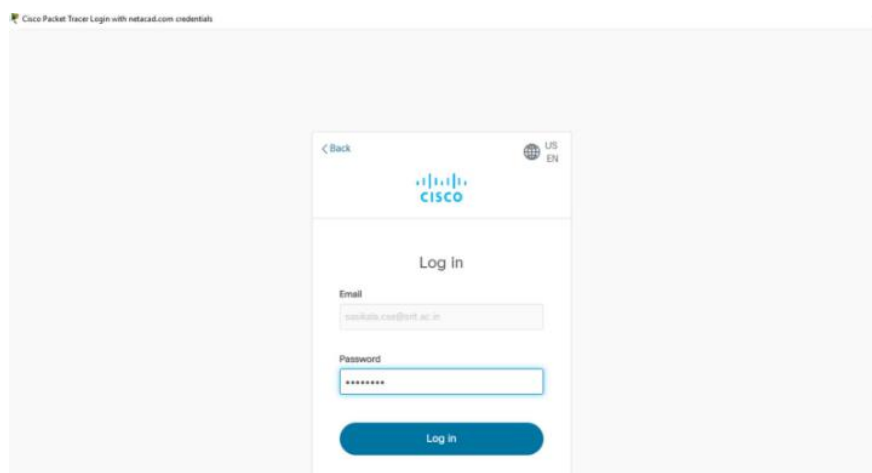 Cisco Packet Tracer Login with netacad.com credentials
Back
US
EN
CISCO
Log in
Email
Password
••••••••
Log in